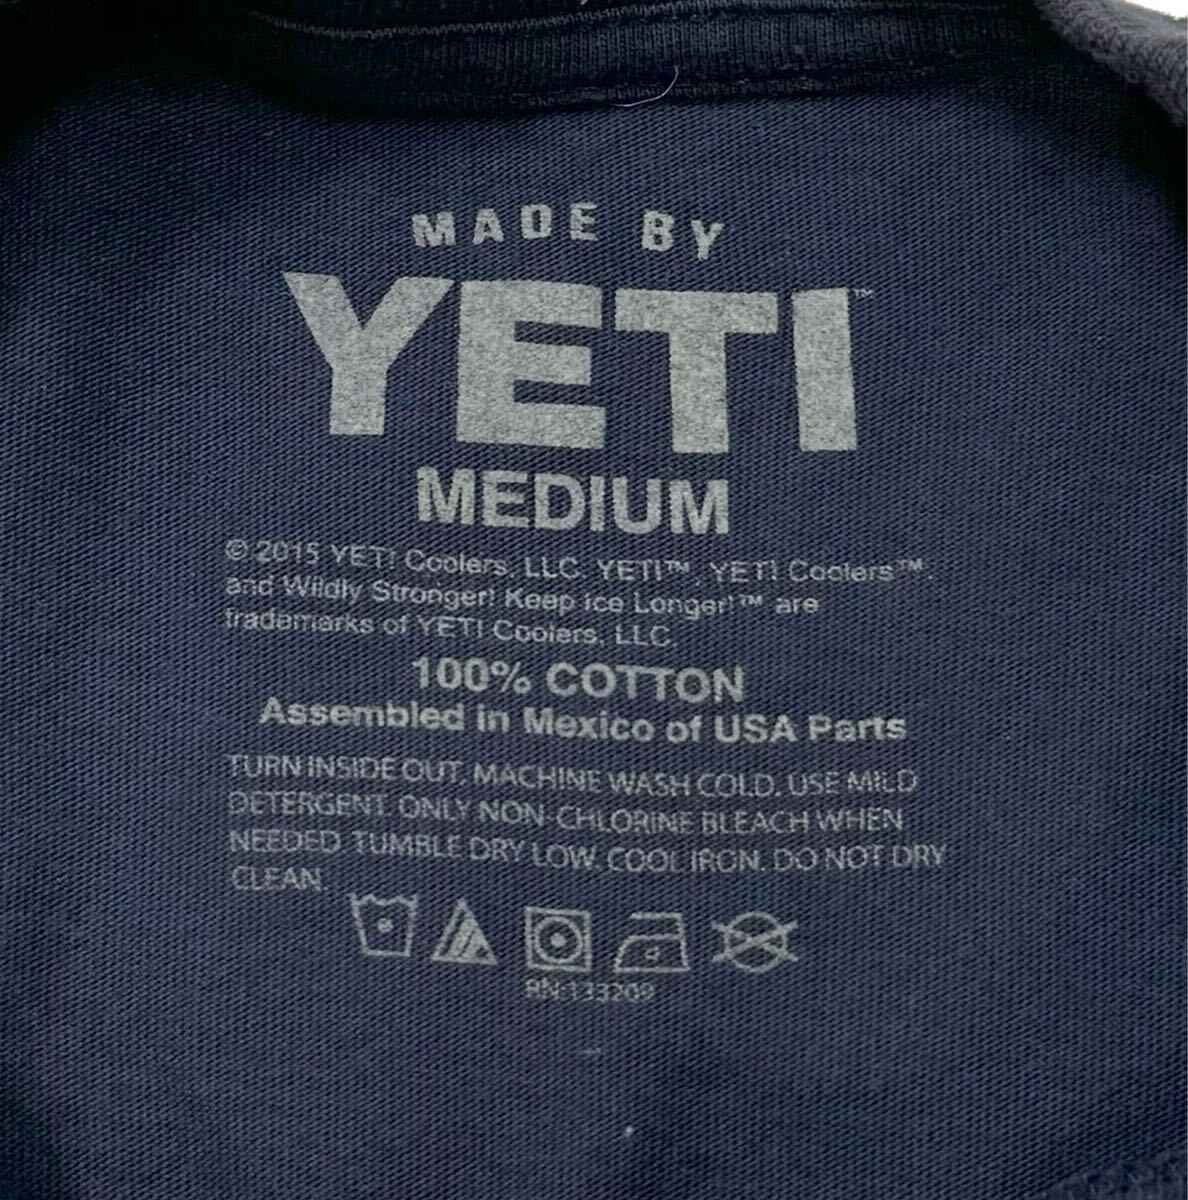 MADE BY
YETI™
MEDIUM
© 2015 YETI Coolers, LLC. YETI™, YETI Coolers™,
and Wildly Stronger! Keep Ice Longer!™ are
trademarks of YETI Coolers, LLC.
100% COTTON
Assembled in Mexico of USA Parts
TURN INSIDE OUT, MACHINE WASH COLD, USE MILD
DETERGENT. ONLY NON-CHLORINE BLEACH WHEN
NEEDED. TUMBLE DRY LOW. COOL IRON. DO NOT DRY
CLEAN.
RN:133209